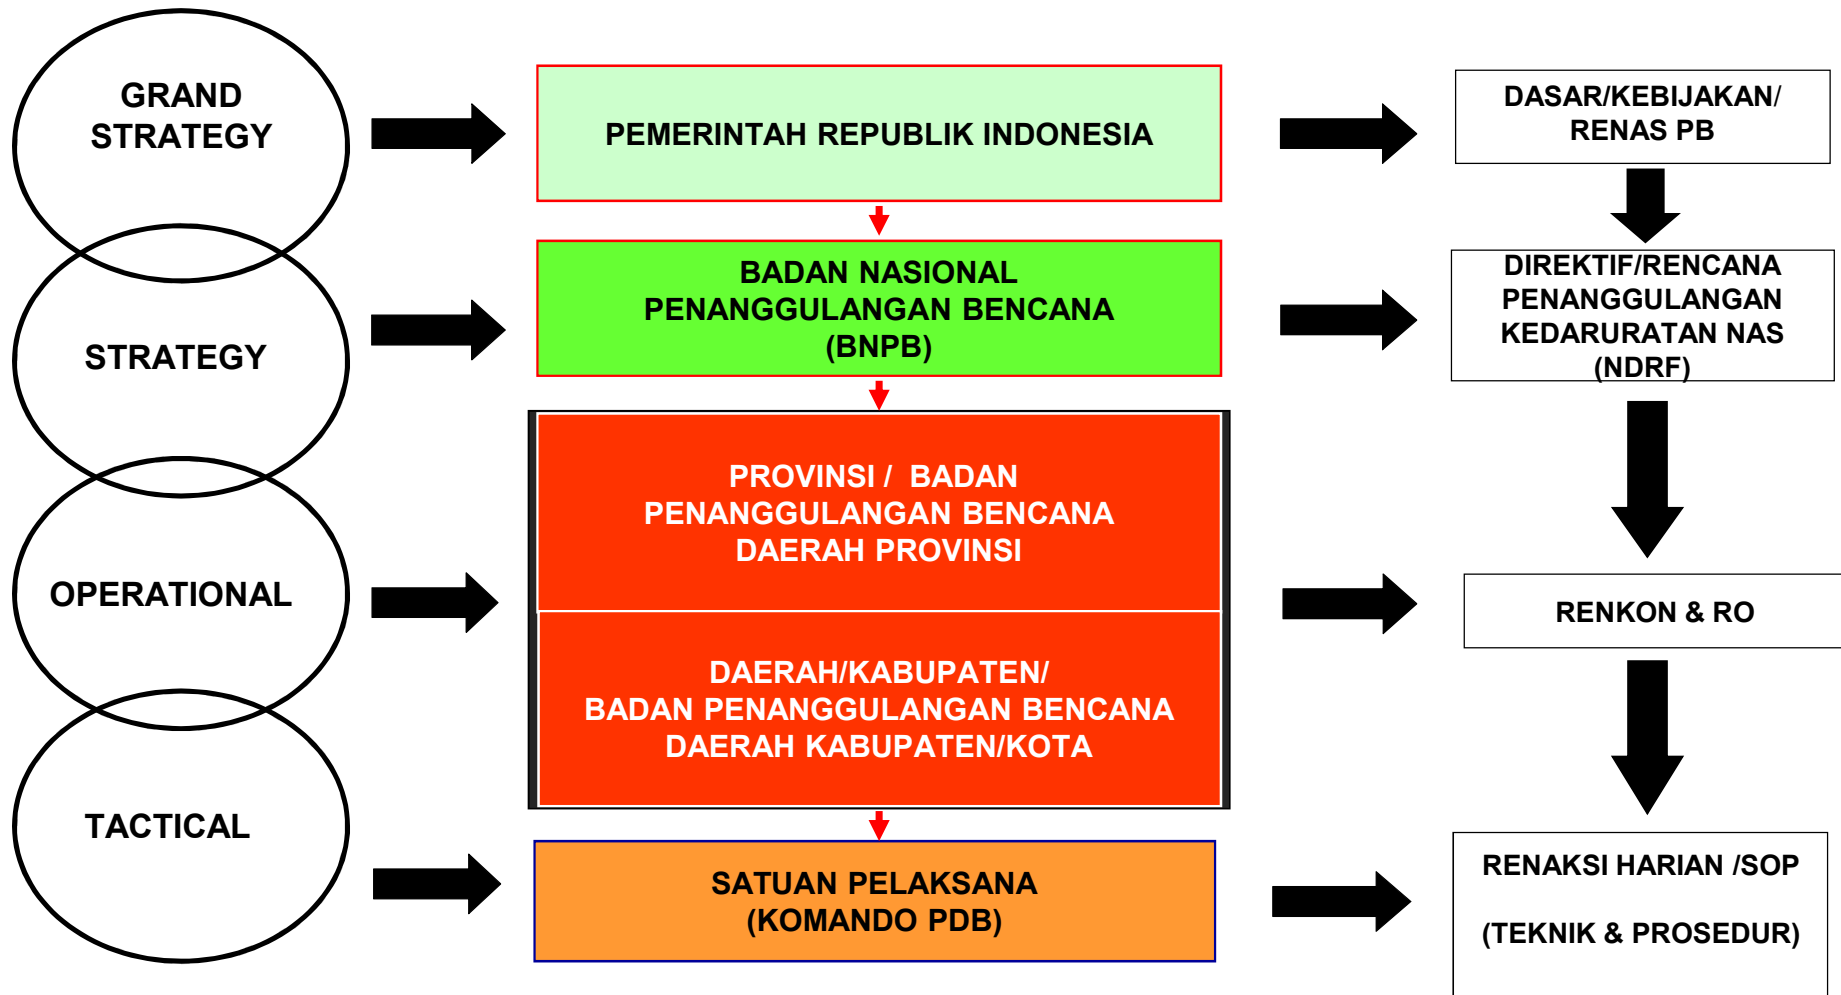 GRAND
STRATEGY
PEMERINTAH REPUBLIK INDONESIA
DASAR/KEBIJAKAN/
RENAS PB
STRATEGY
BADAN NASIONAL
PENANGGULANGAN BENCANA
(BNPB)
DIREKTIF/RENCANA
PENANGGULANGAN
KEDARURATAN NAS
(NDRF)
OPERATIONAL
PROVINSI / BADAN
PENANGGULANGAN BENCANA
DAERAH PROVINSI
DAERAH/KABUPATEN/
BADAN PENANGGULANGAN BENCANA
DAERAH KABUPATEN/KOTA
RENKON & RO
TACTICAL
SATUAN PELAKSANA
(KOMANDO PDB)
RENAKSI HARIAN /SOP
(TEKNIK & PROSEDUR)